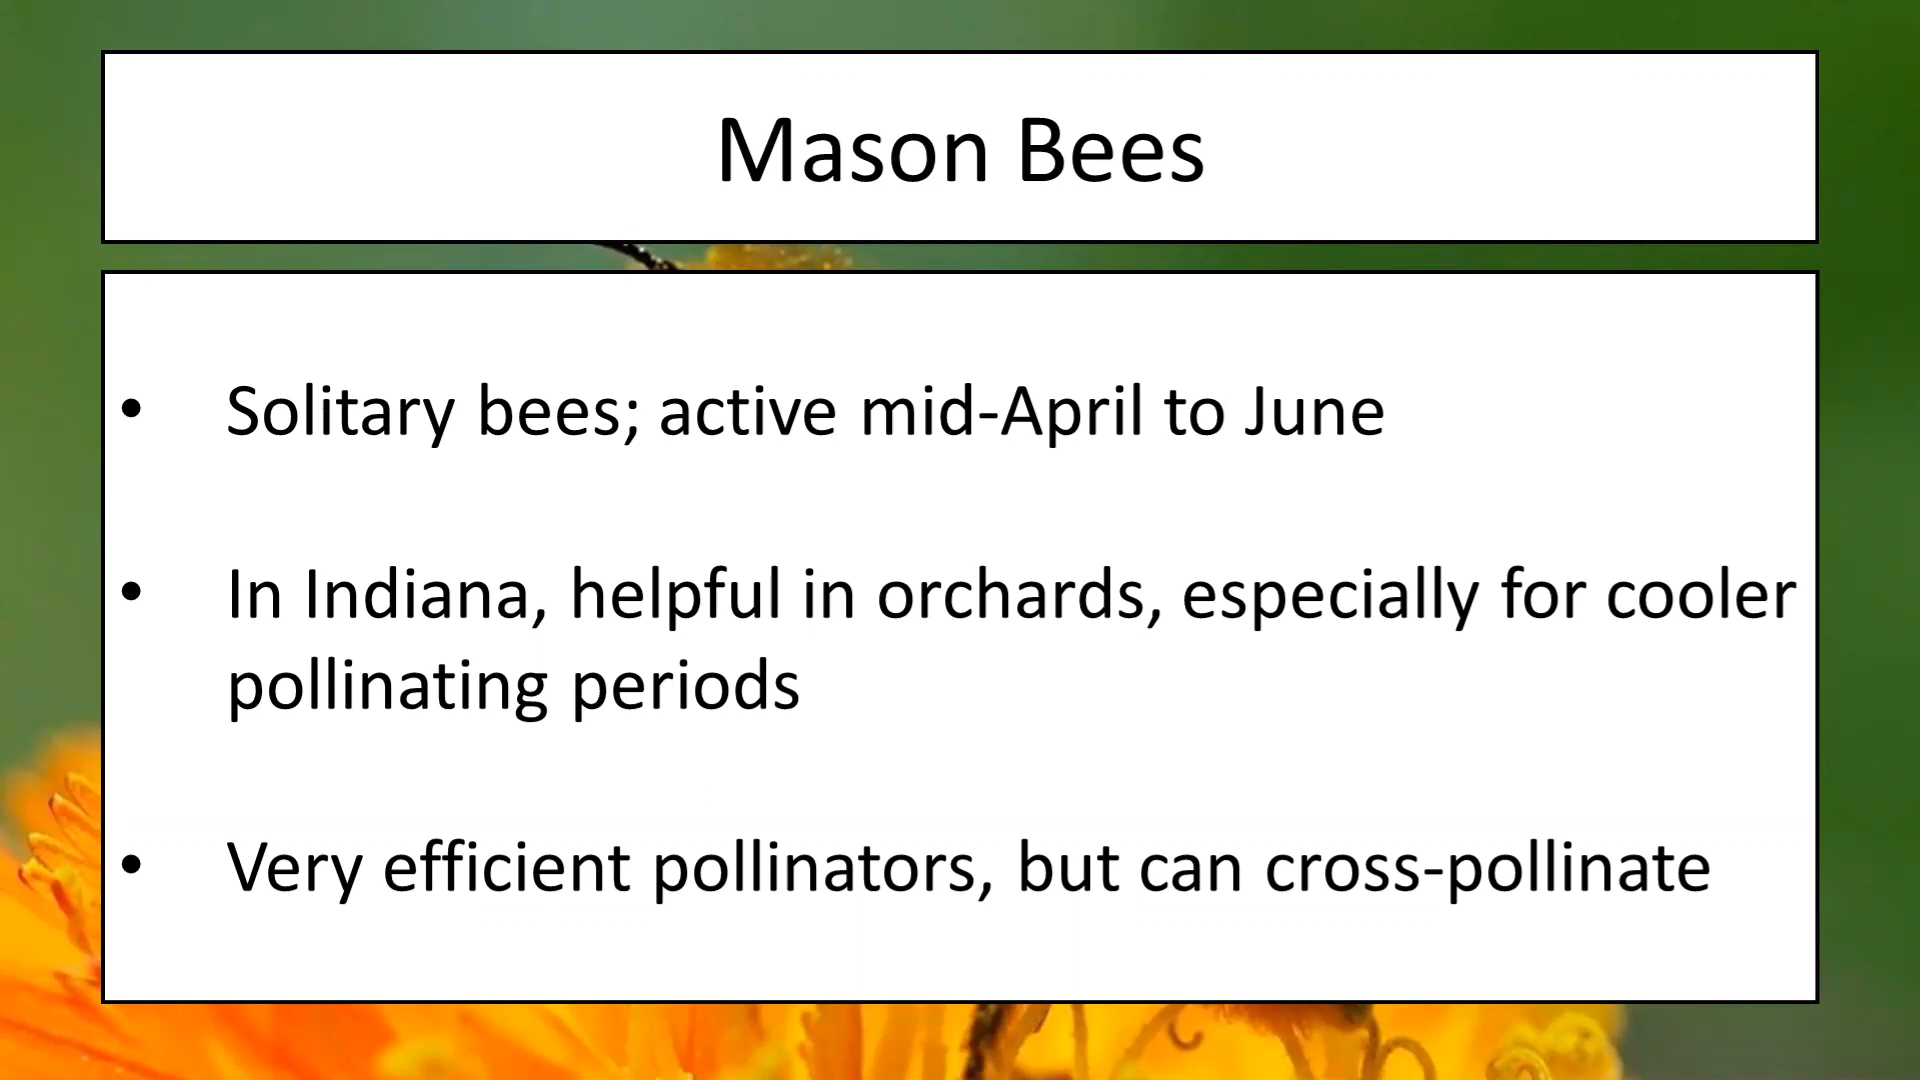 Mason Bees
• Solitary bees; active mid-April to June
• In Indiana, helpful in orchards, especially for cooler
pollinating periods
• Very efficient pollinators, but can cross-pollinate